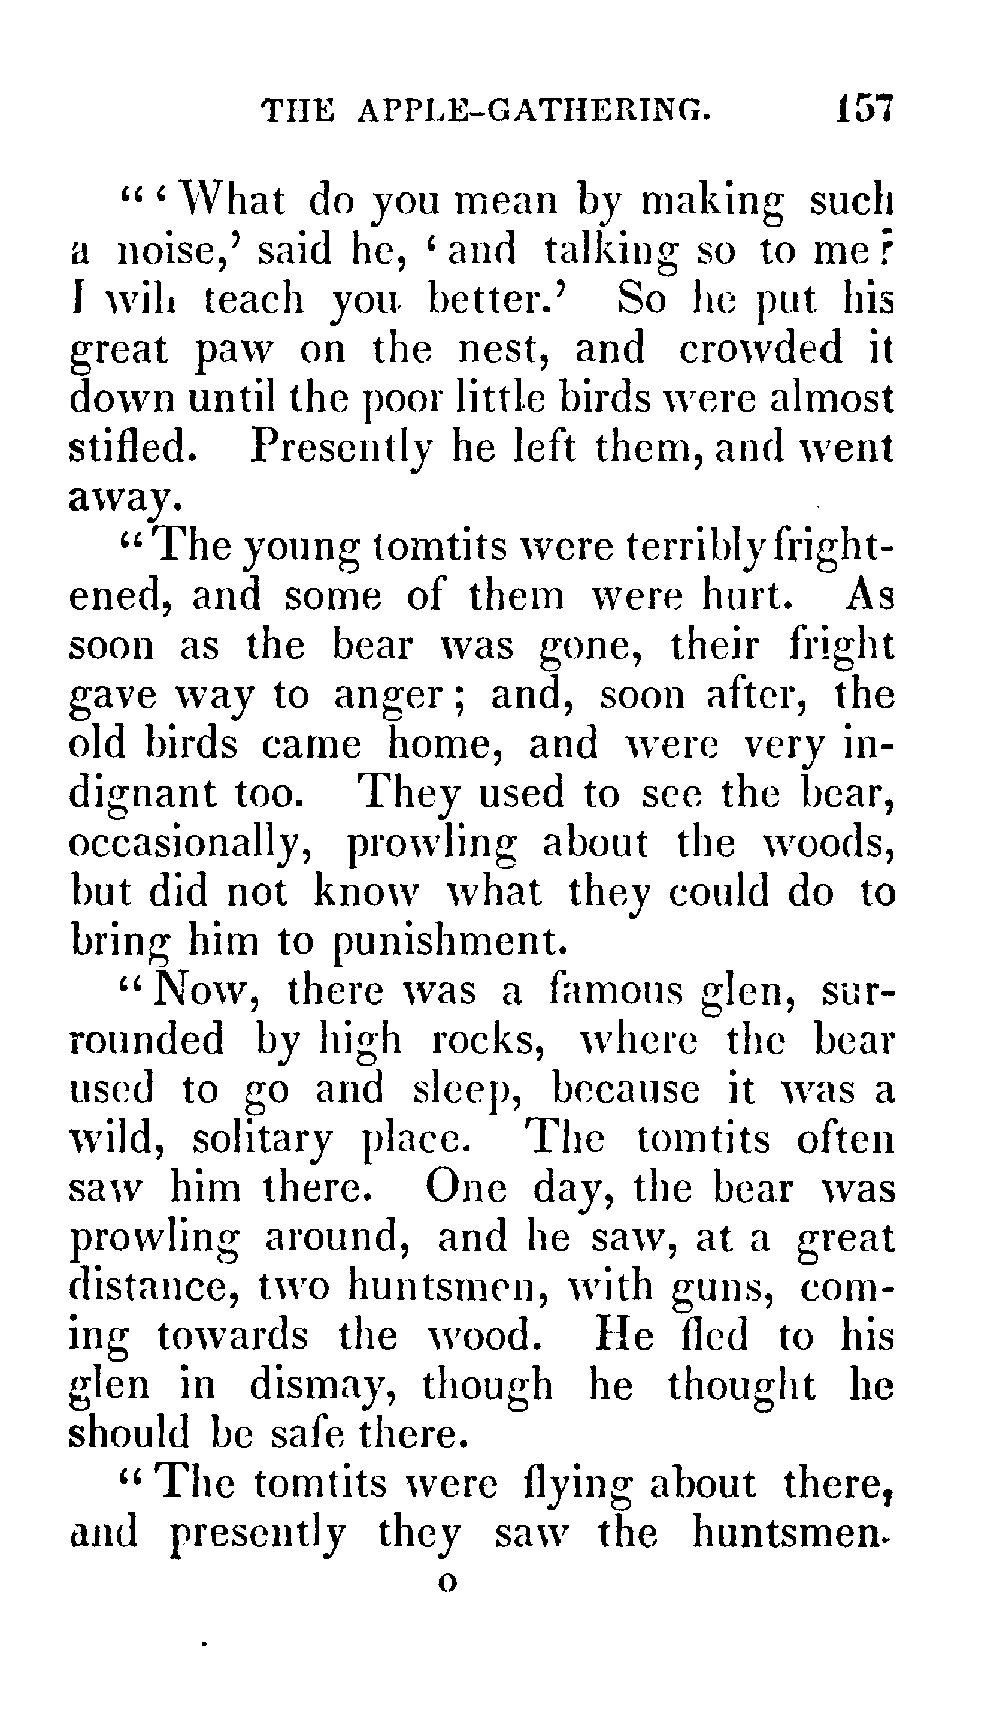 THE APPLE-GATHERING. 157
“ ‘ What do you mean by making such
a noise,’ said he, ‘ and talking so to me?
I will teach you better.’ So he put his
great paw on the nest, and crowded it
down until the poor little birds were almost
stifled. Presently he left them, and went
away.
“ The young tomtits were terribly fright-
ened, and some of them were hurt. As
soon as the bear was gone, their fright
gave way to anger ; and, soon after, the
old birds came home, and were very in-
dignant too. They used to see the bear,
occasionally, prowling about the woods,
but did not know what they could do to
bring him to punishment.
“ Now, there was a famous glen, sur-
rounded by high rocks, where the bear
used to go and sleep, because it was a
wild, solitary place. The tomtits often
saw him there. One day, the bear was
prowling around, and he saw, at a great
distance, two huntsmen, with guns, com-
ing towards the wood. He fled to his
glen in dismay, though he thought he
should be safe there.
“ The tomtits were flying about there,
and presently they saw the huntsmen.
O